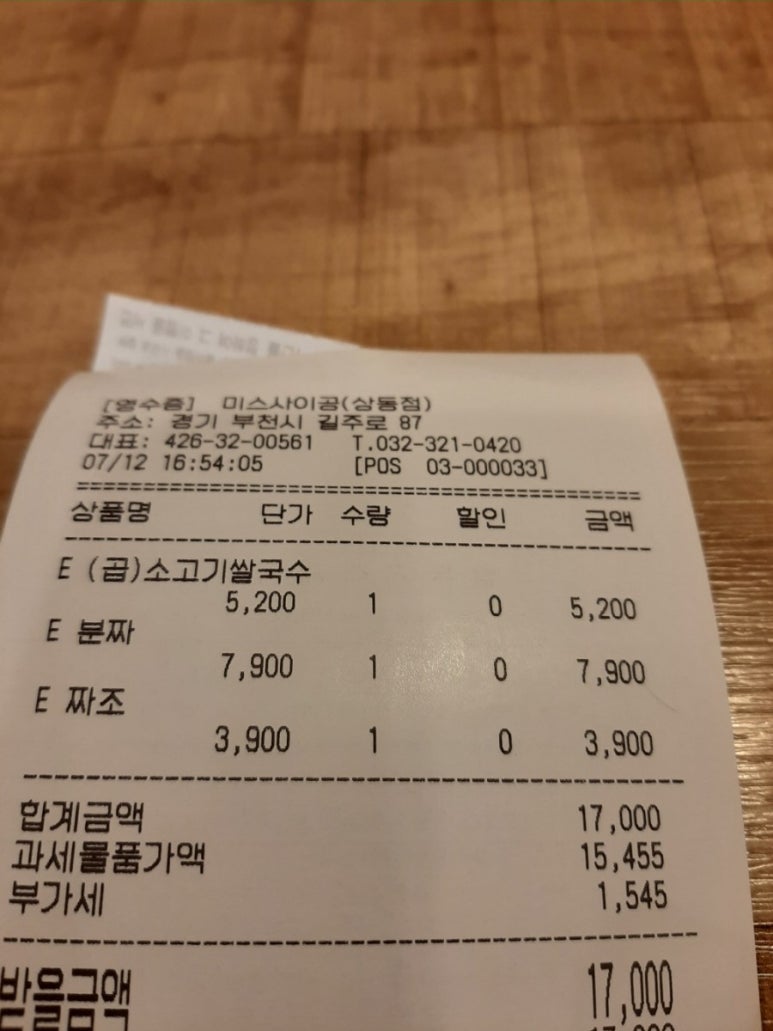 [영수증] 미스사이공(상동점)
주소: 경기 부천시 길주로 87
대표: 426-32-00561 T.032-321-0420
07/12 16:54:05 [POS 03-000033]
상품명 단가 수량 할인 금액
E (곱)소고기쌀국수
5,200 1 0 5,200
E 분짜
7,900 1 0 7,900
E 짜조
3,900 1 0 3,900
합계금액 17,000
과세물품가액 15,455
부가세 1,545
받을금액 17,000